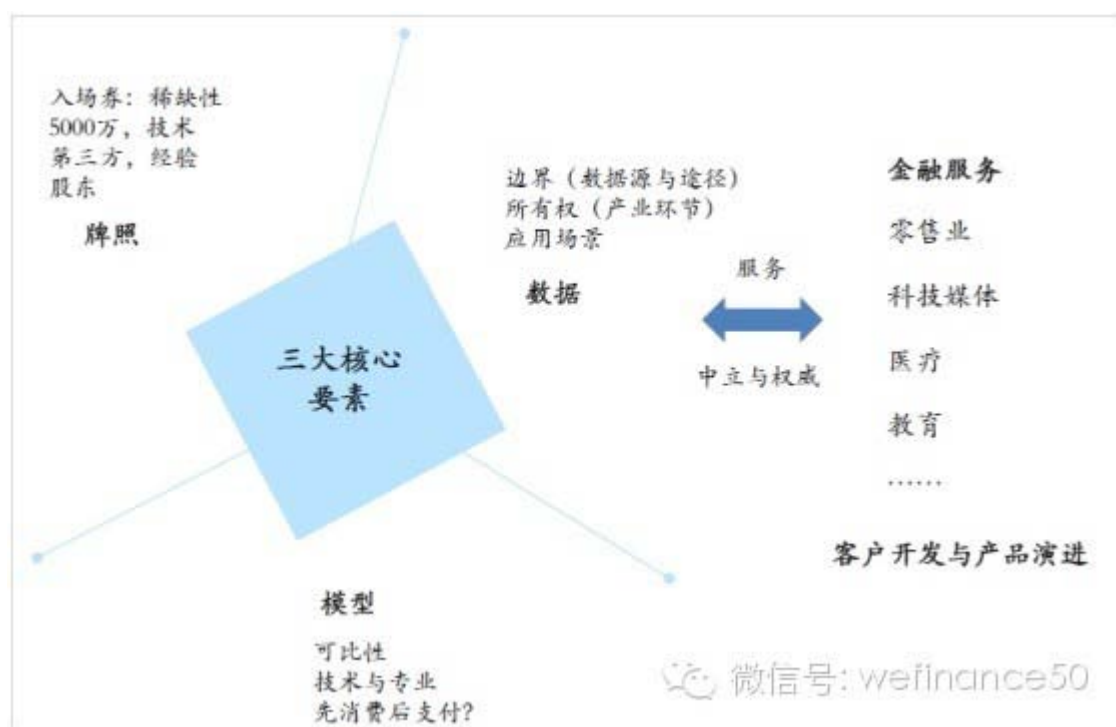 入场券：稀缺性
5000万，技术
第三方，经验
股东
牌照
边界（数据源与途径）
所有权（产业环节）
应用场景
数据
三大核心
要素
模型
可比性
技术与专业
先消费后支付？
服务
中立与权威
金融服务
零售业
科技媒体
医疗
教育
……
客户开发与产品演进
微信号: wefinance50